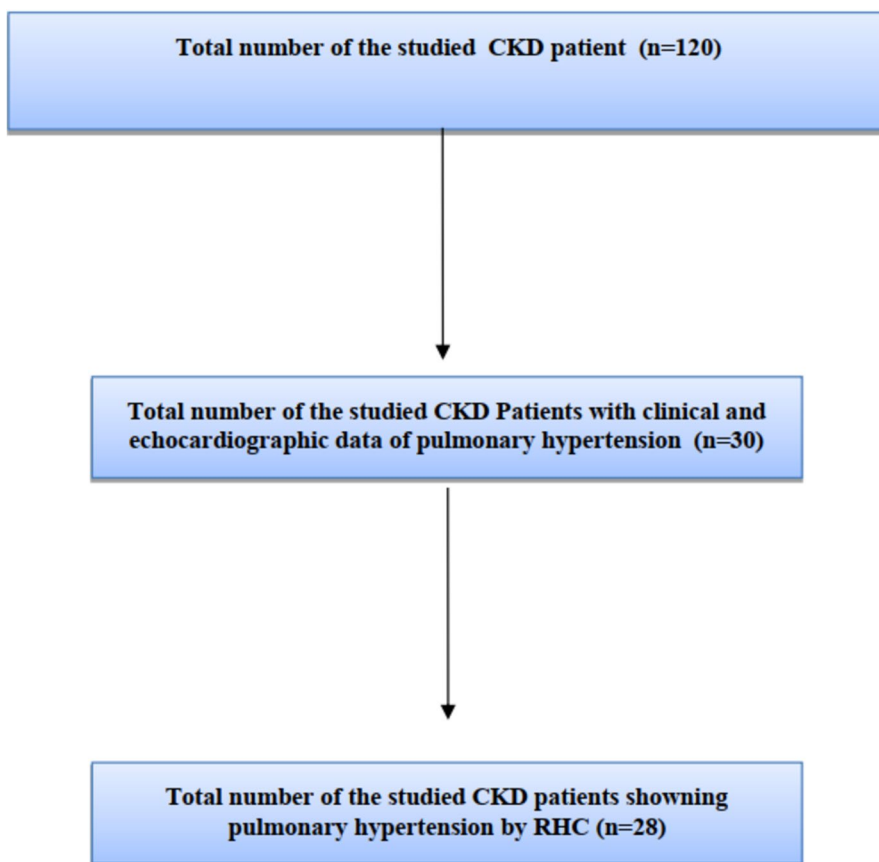 Total number of the studied CKD patient (n=120)
Total number of the studied CKD Patients with clinical and
echocardiographic data of pulmonary hypertension (n=30)
Total number of the studied CKD patients showning
pulmonary hypertension by RHC (n=28)